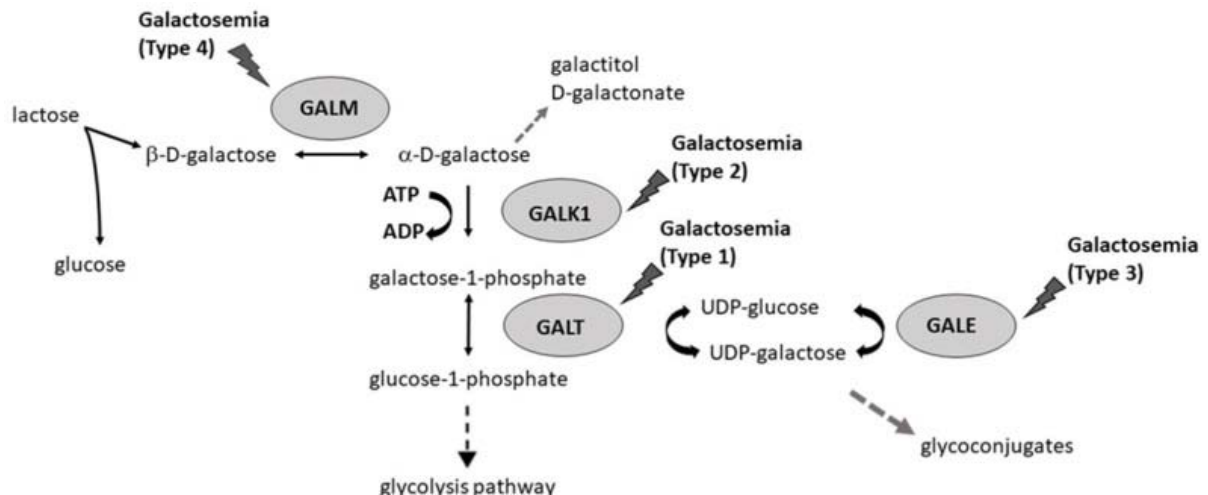 Galactosemia
(Type 4)
galactitol
D-galactonate
GALM
lactose
β-D-galactose
α-D-galactose
Galactosemia
(Type 2)
ATP
GALK1
ADP
Galactosemia
(Type 1)
Galactosemia
(Type 3)
glucose
galactose-1-phosphate
UDP-glucose
GALT
GALE
UDP-galactose
glucose-1-phosphate
glycoconjugates
glycolysis pathway